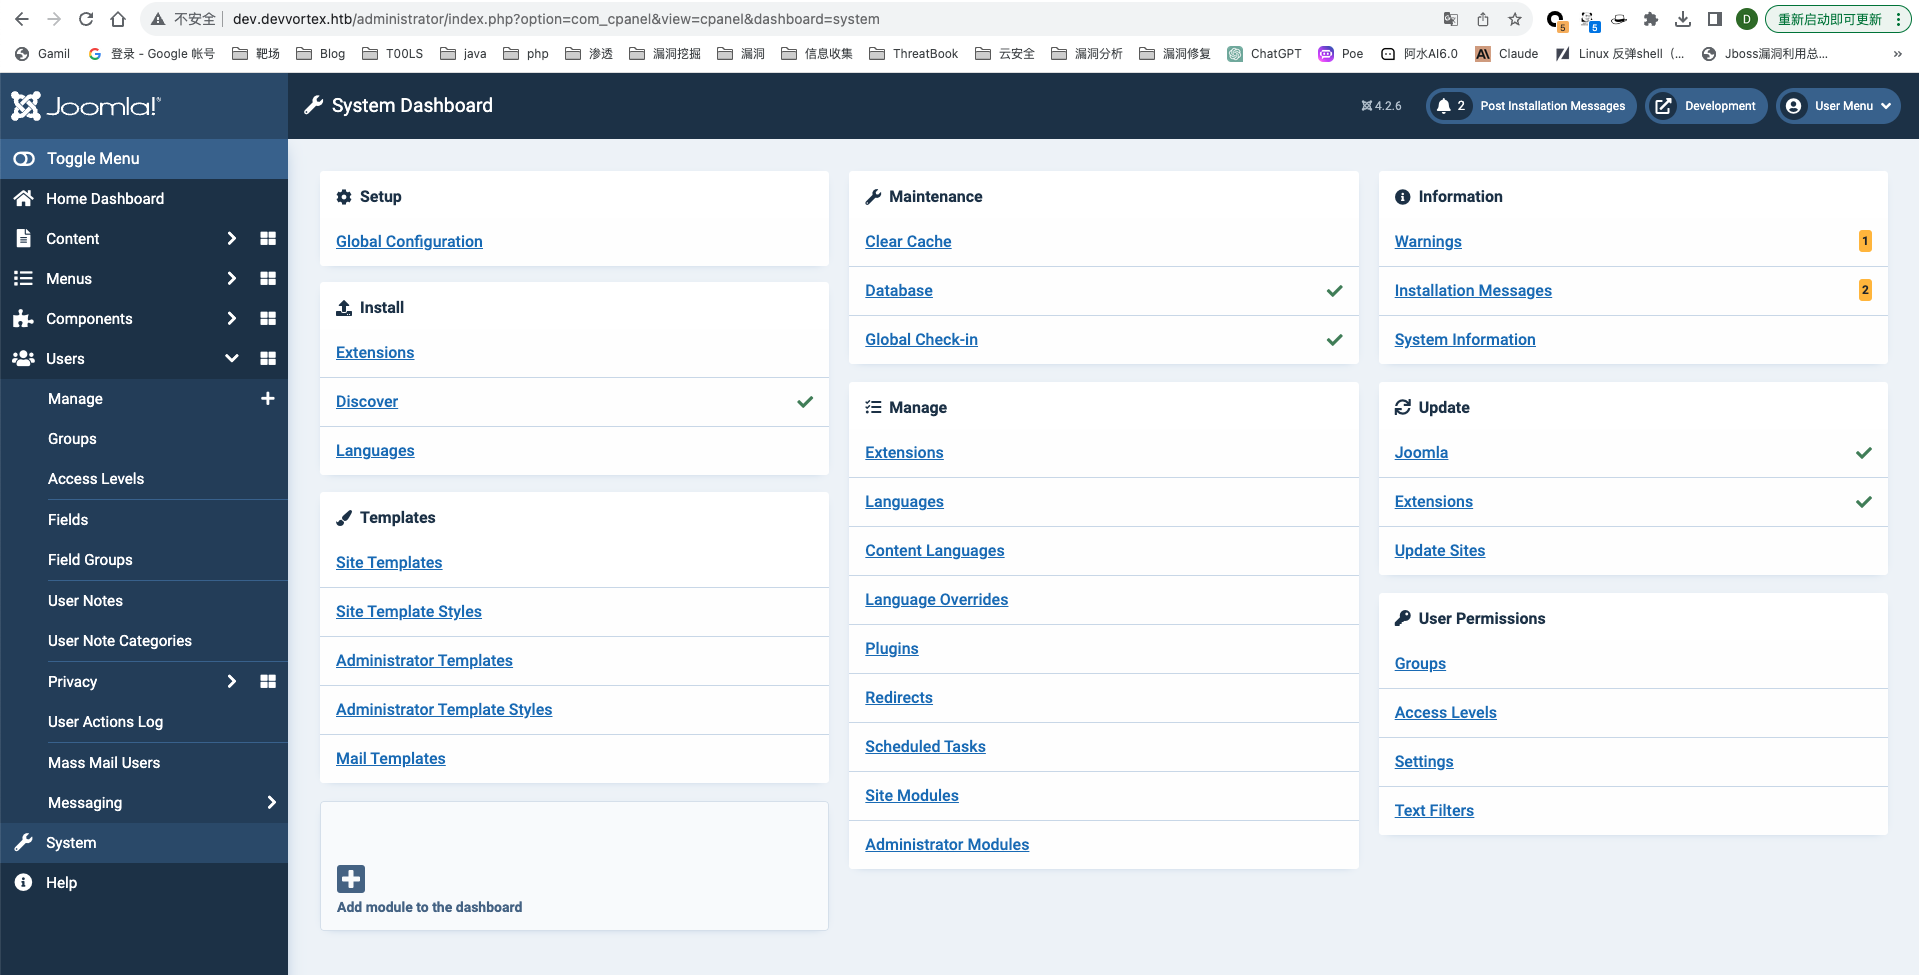 不安全
dev.devvortex.htb/administrator/index.php?option=com_cpanel&view=cpanel&dashboard=system
5
5
D
重新启动即可更新
Gamil
登录 - Google 帐号
靶场
Blog
T00LS
java
php
渗透
漏洞挖掘
漏洞
信息收集
ThreatBook
云安全
漏洞分析
漏洞修复
ChatGPT
Poe
阿水AI6.0
Claude
Linux 反弹shell（...
Jboss漏洞利用总...
»
Joomla!®
System Dashboard
4.2.6
2 Post Installation Messages
Development
User Menu
Toggle Menu
Home Dashboard
Content
Menus
Components
Users
Manage
Groups
Access Levels
Fields
Field Groups
User Notes
User Note Categories
Privacy
User Actions Log
Mass Mail Users
Messaging
System
Help
Setup
Global Configuration
Install
Extensions
Discover
Languages
Templates
Site Templates
Site Template Styles
Administrator Templates
Administrator Template Styles
Mail Templates
Add module to the dashboard
Maintenance
Clear Cache
Database
Global Check-in
Manage
Extensions
Languages
Content Languages
Language Overrides
Plugins
Redirects
Scheduled Tasks
Site Modules
Administrator Modules
Information
Warnings 1
Installation Messages 2
System Information
Update
Joomla
Extensions
Update Sites
User Permissions
Groups
Access Levels
Settings
Text Filters